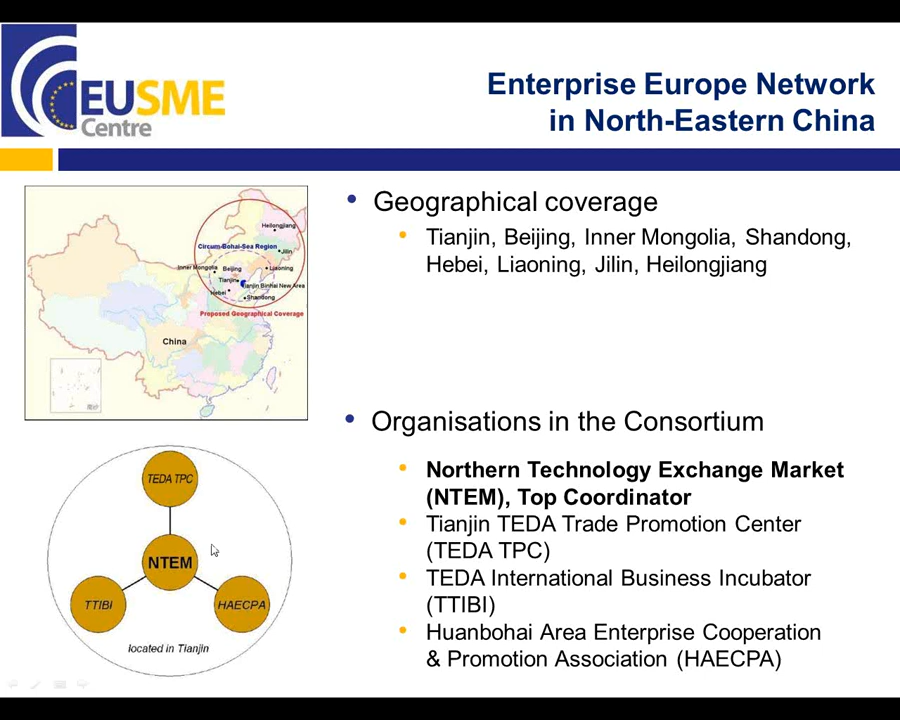 EUSME
Centre
Enterprise Europe Network
in North-Eastern China
Heilongjiang
Circum-Bohai-Sea Region
Jilin
Inner Mongolia
Beijing
Liaoning
Tianjin
Tianjin Binhai New Area
Hebei
Shandong
Proposed Geographical Coverage
China
• Geographical coverage
• Tianjin, Beijing, Inner Mongolia, Shandong,
Hebei, Liaoning, Jilin, Heilongjiang
• Organisations in the Consortium
• Northern Technology Exchange Market
(NTEM), Top Coordinator
• Tianjin TEDA Trade Promotion Center
(TEDA TPC)
• TEDA International Business Incubator
(TTIBI)
• Huanbohai Area Enterprise Cooperation
& Promotion Association (HAECPA)
TEDA TPC
NTEM
TTIBI
HAECPA
located in Tianjin